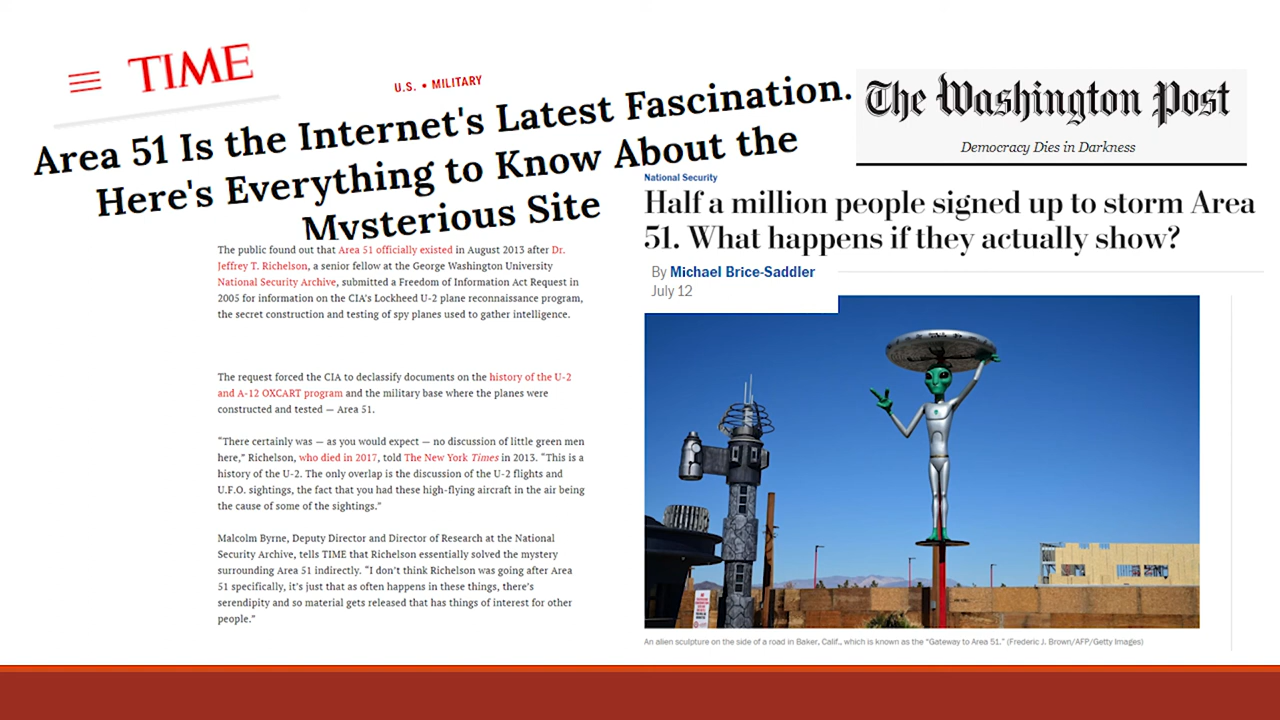 TIME
U.S. • MILITARY
Area 51 Is the Internet's Latest Fascination.
Here's Everything to Know About the
Mysterious Site
The public found out that Area 51 officially existed in August 2013 after Dr.
Jeffrey T. Richelson, a senior fellow at the George Washington University
National Security Archive, submitted a Freedom of Information Act Request in
2005 for information on the CIA's Lockheed U-2 plane reconnaissance program,
the secret construction and testing of spy planes used to gather intelligence.
The request forced the CIA to declassify documents on the history of the U-2
and A-12 OXCART program and the military base where the planes were
constructed and tested — Area 51.
“There certainly was — as you would expect — no discussion of little green men
here,” Richelson, who died in 2017, told The New York Times in 2013. “This is a
history of the U-2. The only overlap is the discussion of the U-2 flights and
U.F.O. sightings, the fact that you had these high-flying aircraft in the air being
the cause of some of the sightings.”
Malcolm Byrne, Deputy Director and Director of Research at the National
Security Archive, tells TIME that Richelson essentially solved the mystery
surrounding Area 51 indirectly. “I don't think Richelson was going after Area
51 specifically, it's just that as often happens in these things, there's
serendipity and so material gets released that has things of interest for other
people.”
The Washington Post
Democracy Dies in Darkness
National Security
Half a million people signed up to storm Area
51. What happens if they actually show?
By Michael Brice-Saddler
July 12
An alien sculpture on the side of a road in Baker, Calif., which is known as the “Gateway to Area 51.” (Frederic J. Brown/AFP/Getty Images)